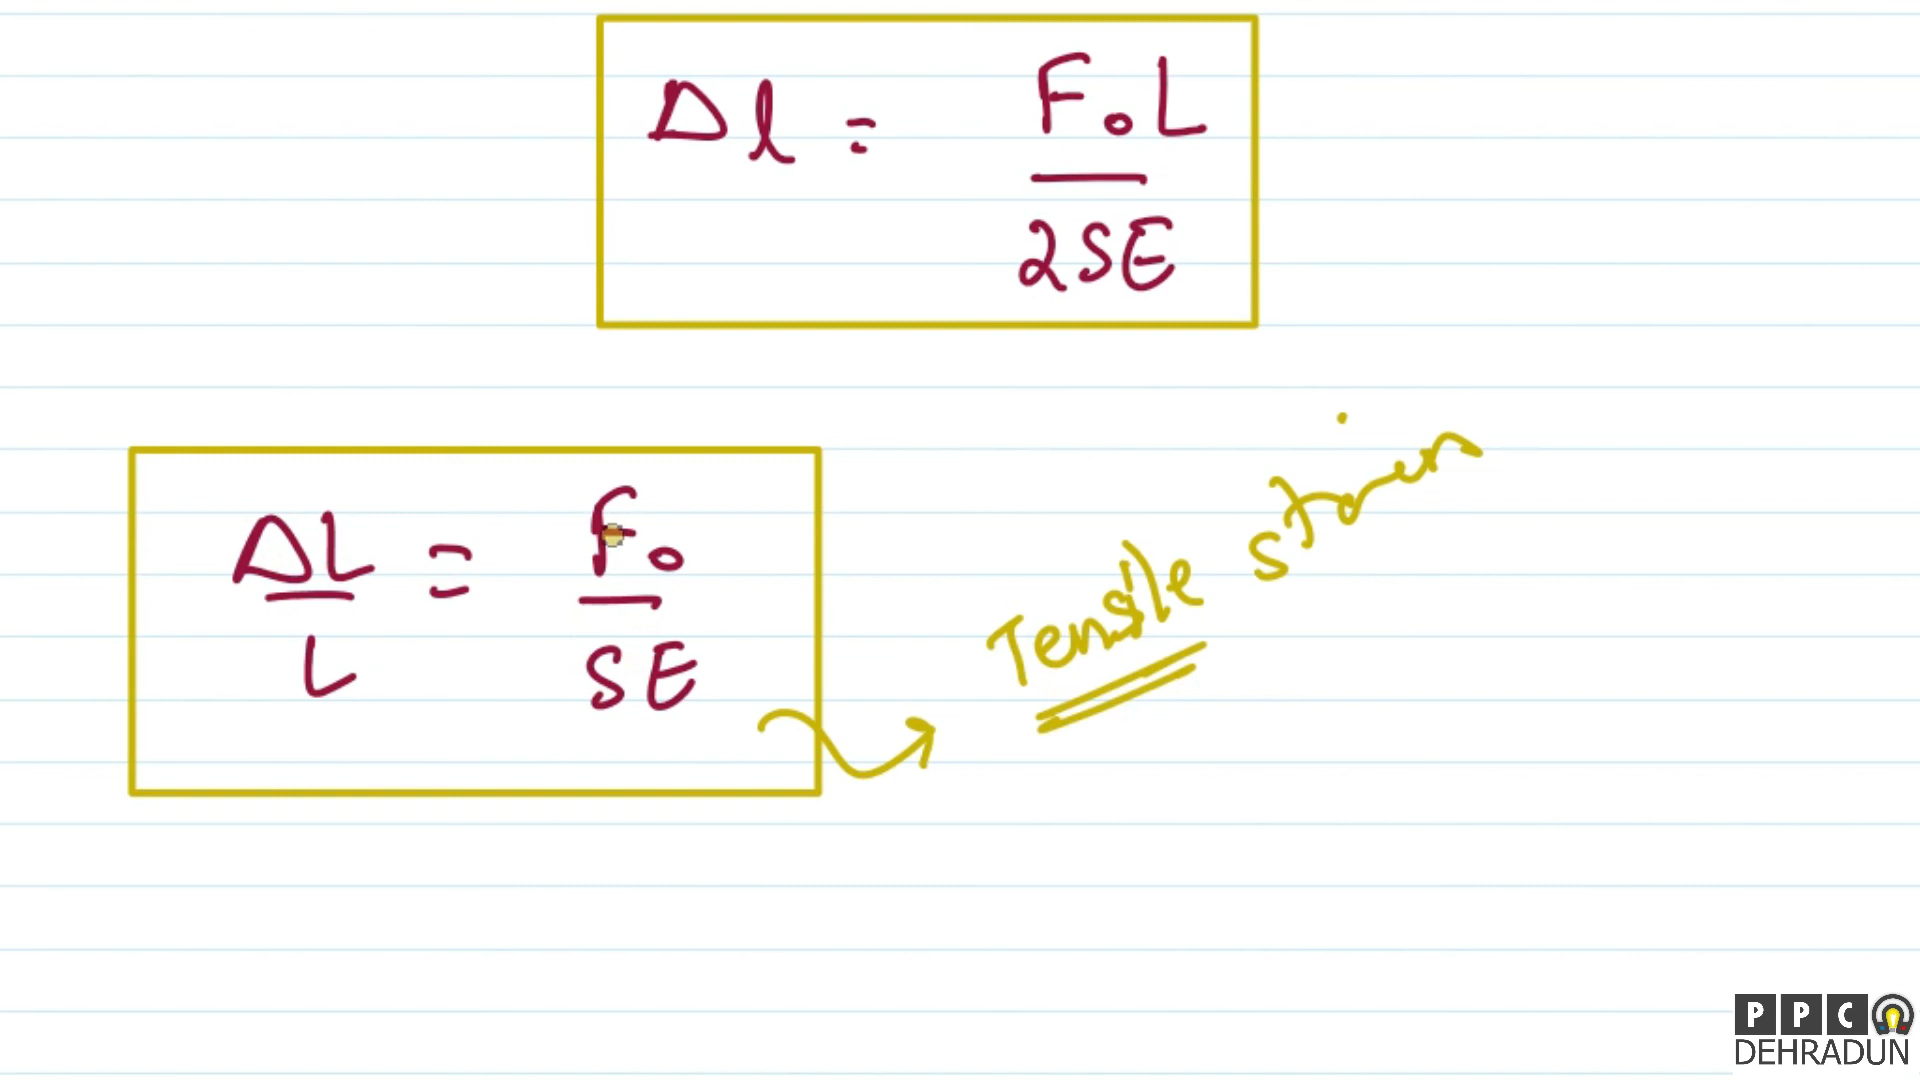 Δl = F₀L
2SE
ΔL = F₀
L SE
Tensile strain
PPC
DEHRADUN